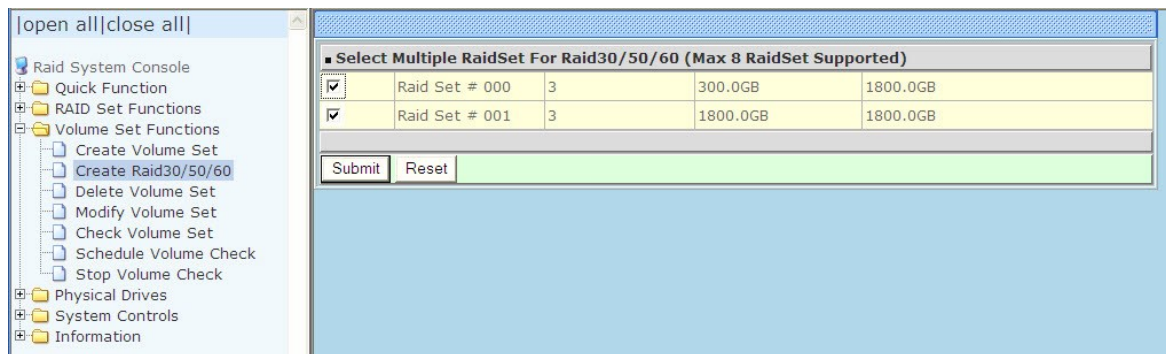 |open all|close all|
Raid System Console
Quick Function
RAID Set Functions
Volume Set Functions
Create Volume Set
Create Raid30/50/60
Delete Volume Set
Modify Volume Set
Check Volume Set
Schedule Volume Check
Stop Volume Check
Physical Drives
System Controls
Information
Select Multiple RaidSet For Raid30/50/60 (Max 8 RaidSet Supported)
Raid Set # 000 3 300.0GB 1800.0GB
Raid Set # 001 3 1800.0GB 1800.0GB
Submit Reset